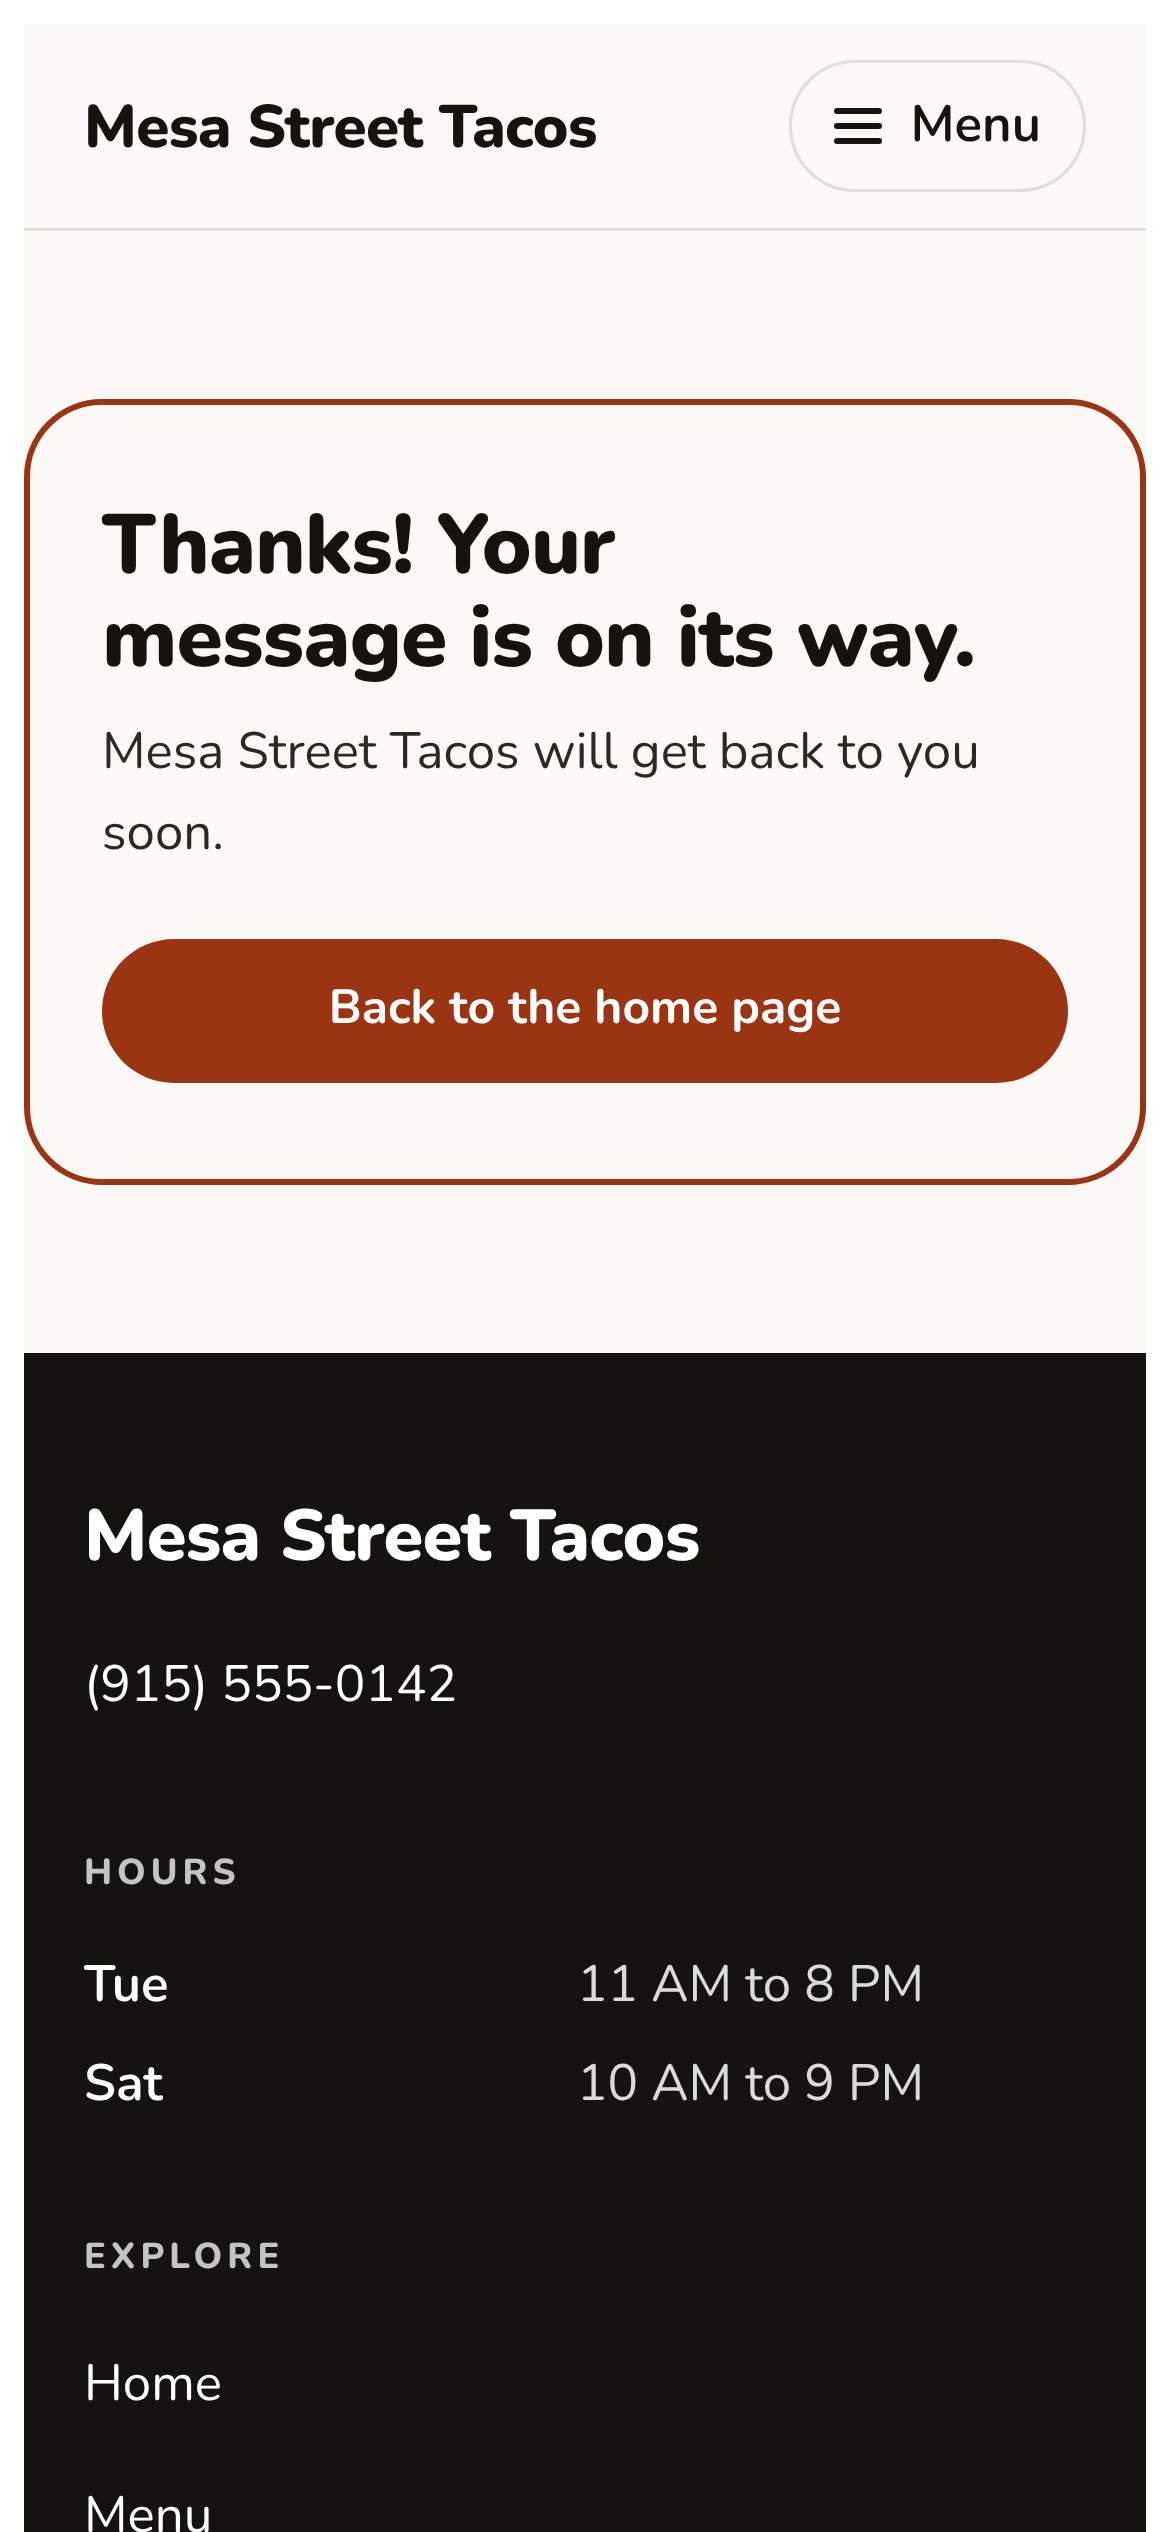 Mesa Street Tacos
Menu
Thanks! Your
message is on its way.
Mesa Street Tacos will get back to you
soon.
Back to the home page
Mesa Street Tacos
(915) 555-0142
HOURS
Tue 11 AM to 8 PM
Sat 10 AM to 9 PM
EXPLORE
Home
Menu